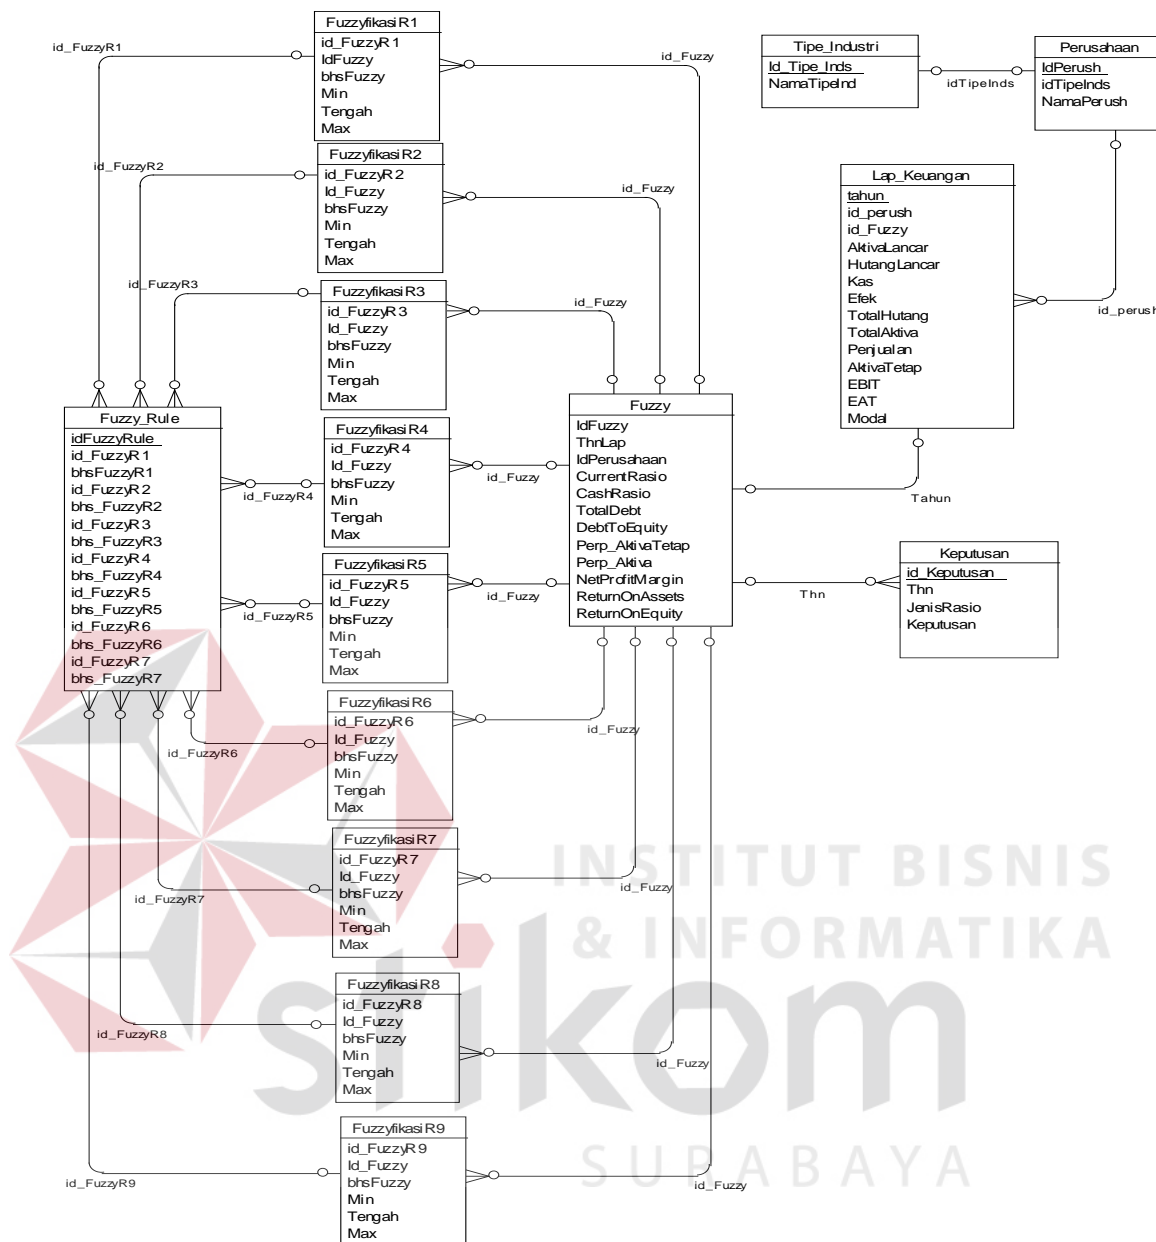 FuzzyfikasiR1
id_FuzzyR1
IdFuzzy
bhsFuzzy
Min
Tengah
Max
id_FuzzyR1
id_Fuzzy
FuzzyfikasiR2
id_FuzzyR2
Id_Fuzzy
bhsFuzzy
Min
Tengah
Max
id_FuzzyR2
id_Fuzzy
FuzzyfikasiR3
id_FuzzyR3
Id_Fuzzy
bhsFuzzy
Min
Tengah
Max
id_FuzzyR3
id_Fuzzy
Tipe_Industri
Id_Tipe_Inds
NamaTipeInd
idTipeInds
Perusahaan
IdPerush
idTipeInds
NamaPerush
Lap_Keuangan
tahun
id_perush
id_Fuzzy
AktivaLancar
HutangLancar
Kas
Efek
TotalHutang
TotalAktiva
Penjualan
AktivaTetap
EBIT
EAT
Modal
id_perush
Fuzzy_Rule
idFuzzyRule
id_FuzzyR1
bhsFuzzyR1
id_FuzzyR2
bhs_FuzzyR2
id_FuzzyR3
bhs_FuzzyR3
id_FuzzyR4
bhs_FuzzyR4
id_FuzzyR5
bhs_FuzzyR5
id_FuzzyR6
bhs_FuzzyR6
id_FuzzyR7
bhs_FuzzyR7
FuzzyfikasiR4
id_FuzzyR4
Id_Fuzzy
bhsFuzzy
Min
Tengah
Max
id_FuzzyR4
id_Fuzzy
Fuzzy
IdFuzzy
ThnLap
IdPerusahaan
CurrentRasio
CashRasio
TotalDebt
DebtToEquity
Perp_AktivaTetap
Perp_Aktiva
NetProfitMargin
ReturnOnAssets
ReturnOnEquity
Tahun
Thn
Keputusan
id_Keputusan
Thn
JenisRasio
Keputusan
FuzzyfikasiR5
id_FuzzyR5
Id_Fuzzy
bhsFuzzy
Min
Tengah
Max
id_FuzzyR5
id_Fuzzy
FuzzyfikasiR6
id_FuzzyR6
Id_Fuzzy
bhsFuzzy
Min
Tengah
Max
id_FuzzyR6
id_Fuzzy
FuzzyfikasiR7
id_FuzzyR7
Id_Fuzzy
bhsFuzzy
Min
Tengah
Max
id_FuzzyR7
id_Fuzzy
FuzzyfikasiR8
id_FuzzyR8
Id_Fuzzy
bhsFuzzy
Min
Tengah
Max
id_FuzzyR8
id_Fuzzy
FuzzyfikasiR9
id_FuzzyR9
Id_Fuzzy
bhsFuzzy
Min
Tengah
Max
id_FuzzyR9
id_Fuzzy
INSTITUT BISNIS
& INFORMATIKA
stikom
SURABAYA